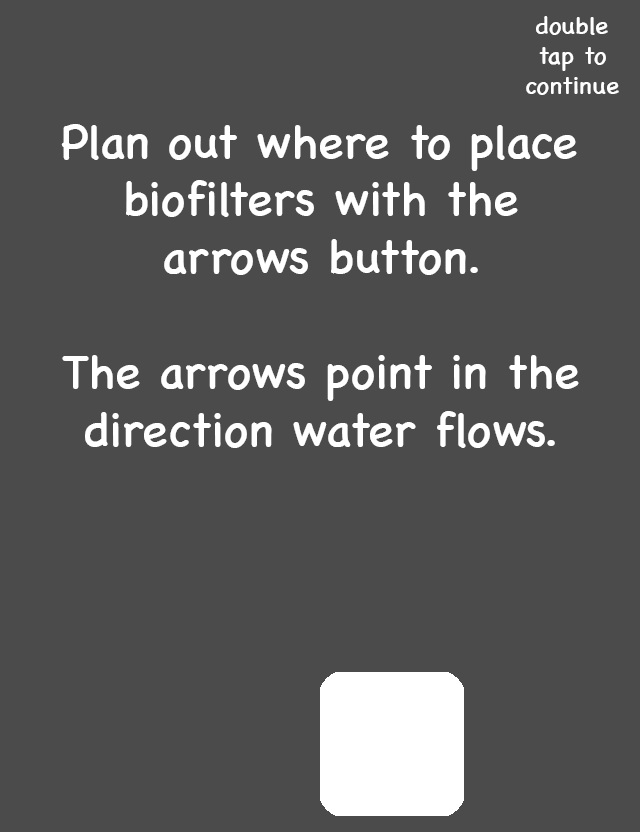 double
tap to
continue
Plan out where to place
biofilters with the
arrows button.
The arrows point in the
direction water flows.